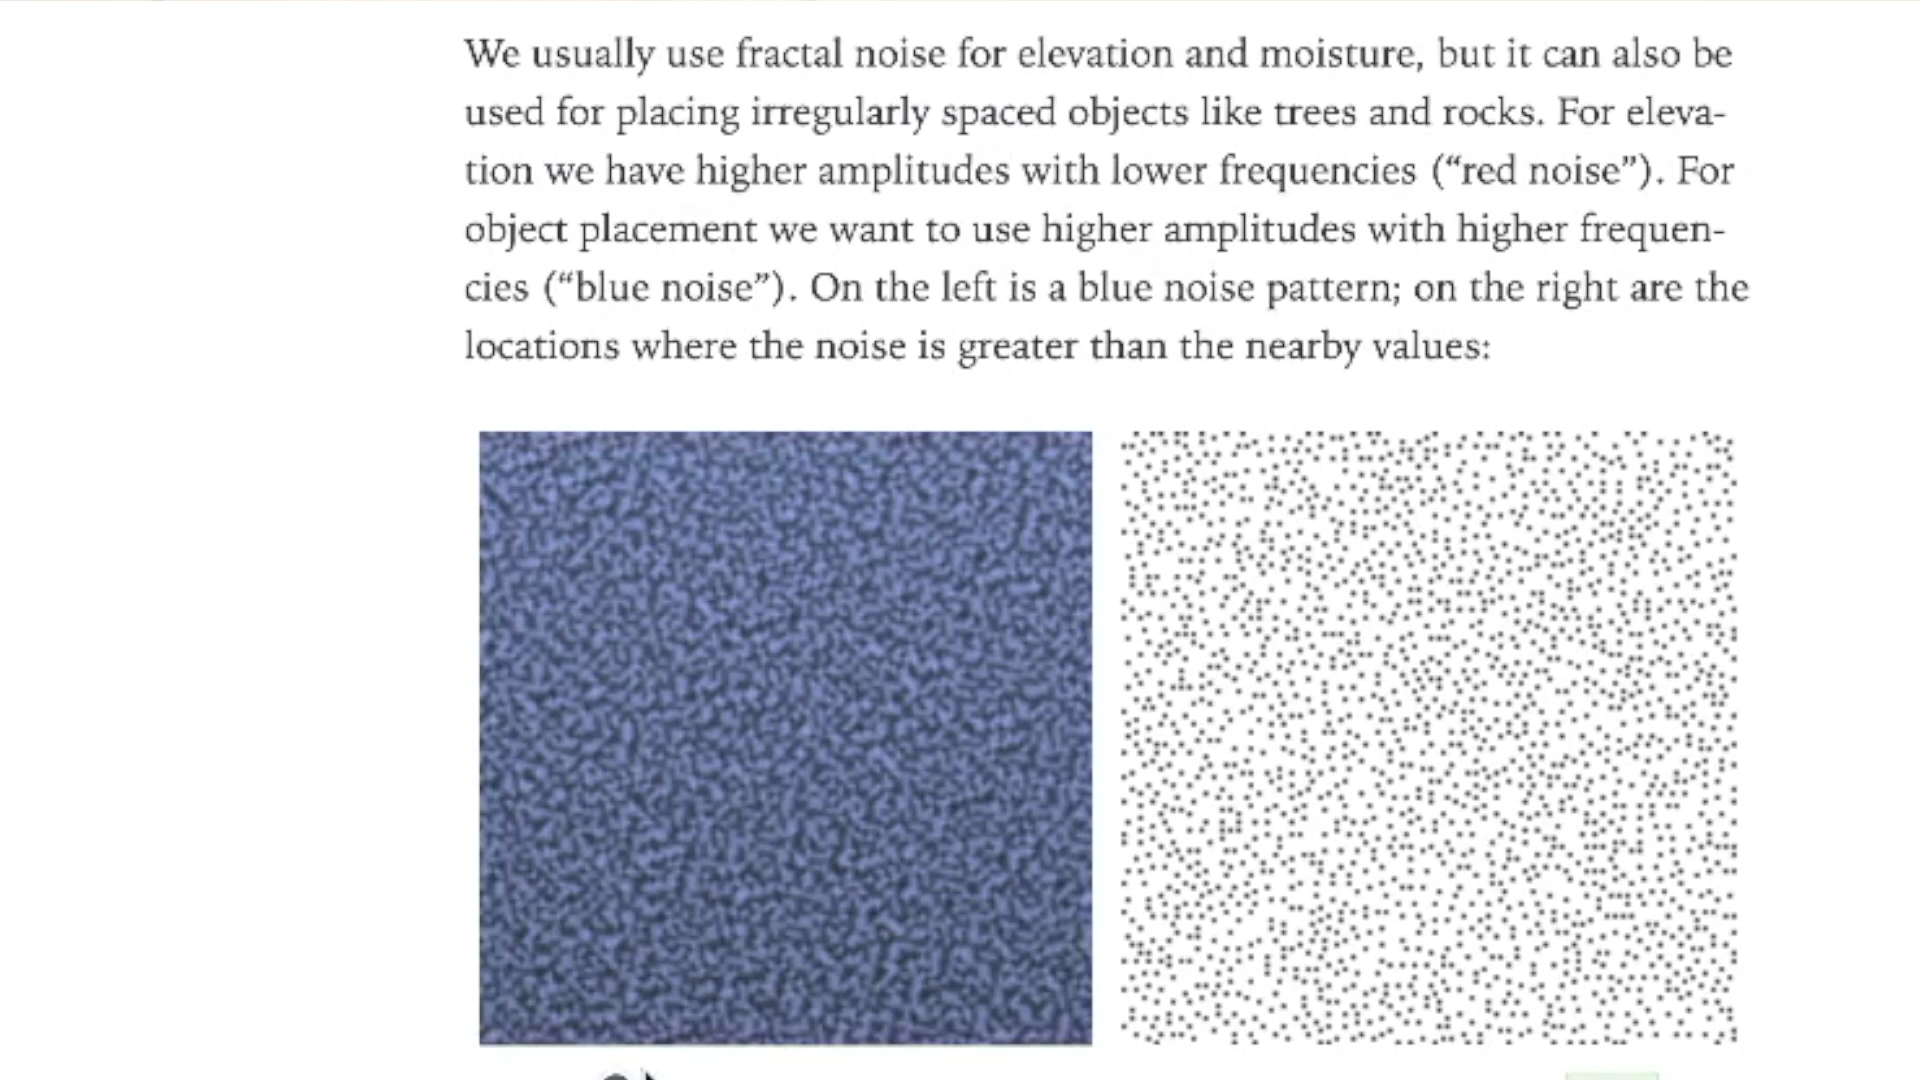 We usually use fractal noise for elevation and moisture, but it can also be
used for placing irregularly spaced objects like trees and rocks. For eleva-
tion we have higher amplitudes with lower frequencies (“red noise”). For
object placement we want to use higher amplitudes with higher frequen-
cies (“blue noise”). On the left is a blue noise pattern; on the right are the
locations where the noise is greater than the nearby values: